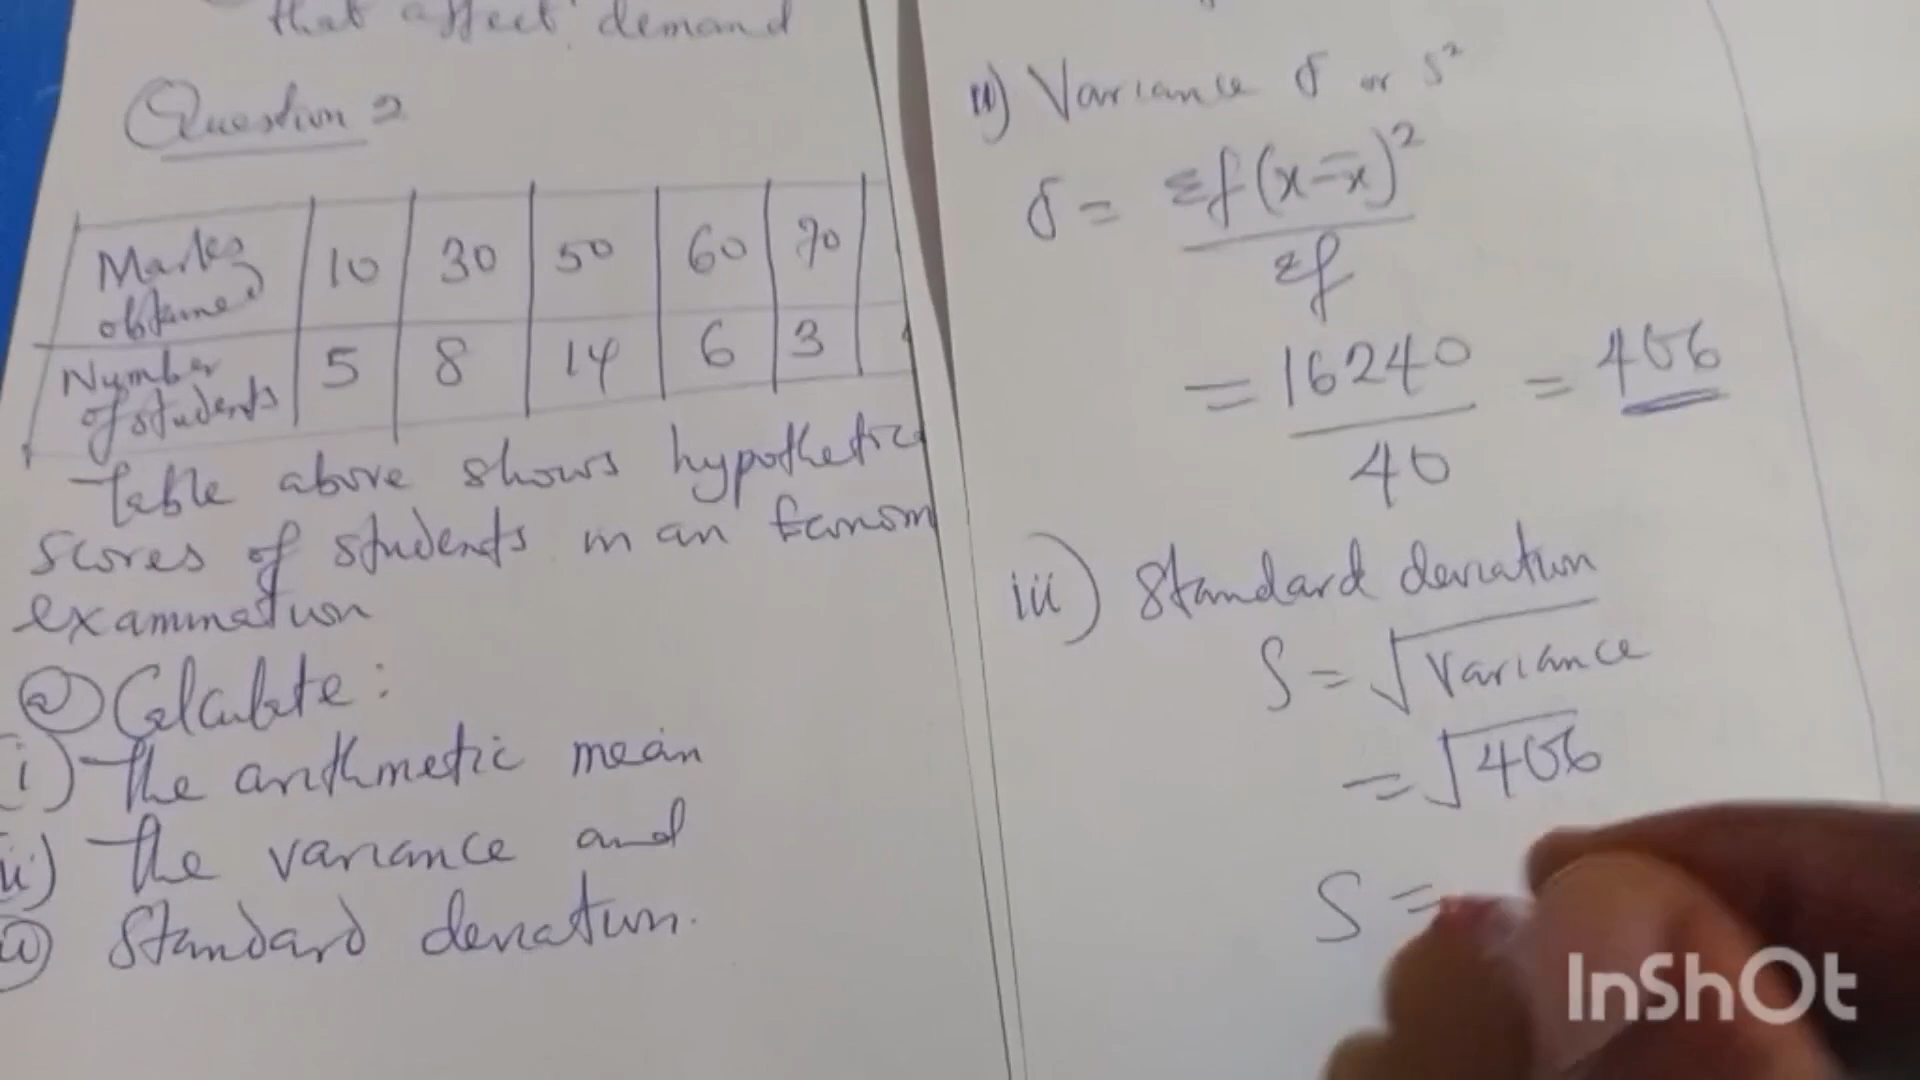 that affect demand
Question 2
Marks obtained 10 30 50 60 70
Number of students 5 8 14 6 3
Table above shows hypothetic
scores of students in an Econom
examination
a Calculate:
i) The arithmetic mean
ii) The variance and
iii) Standard deviation.
ii) Variance σ or s²
σ = Σf(x-x̄)²
Σf
= 16240 = 406
40
iii) Standard deviation
S = √Variance
= √406
S =
InShOt